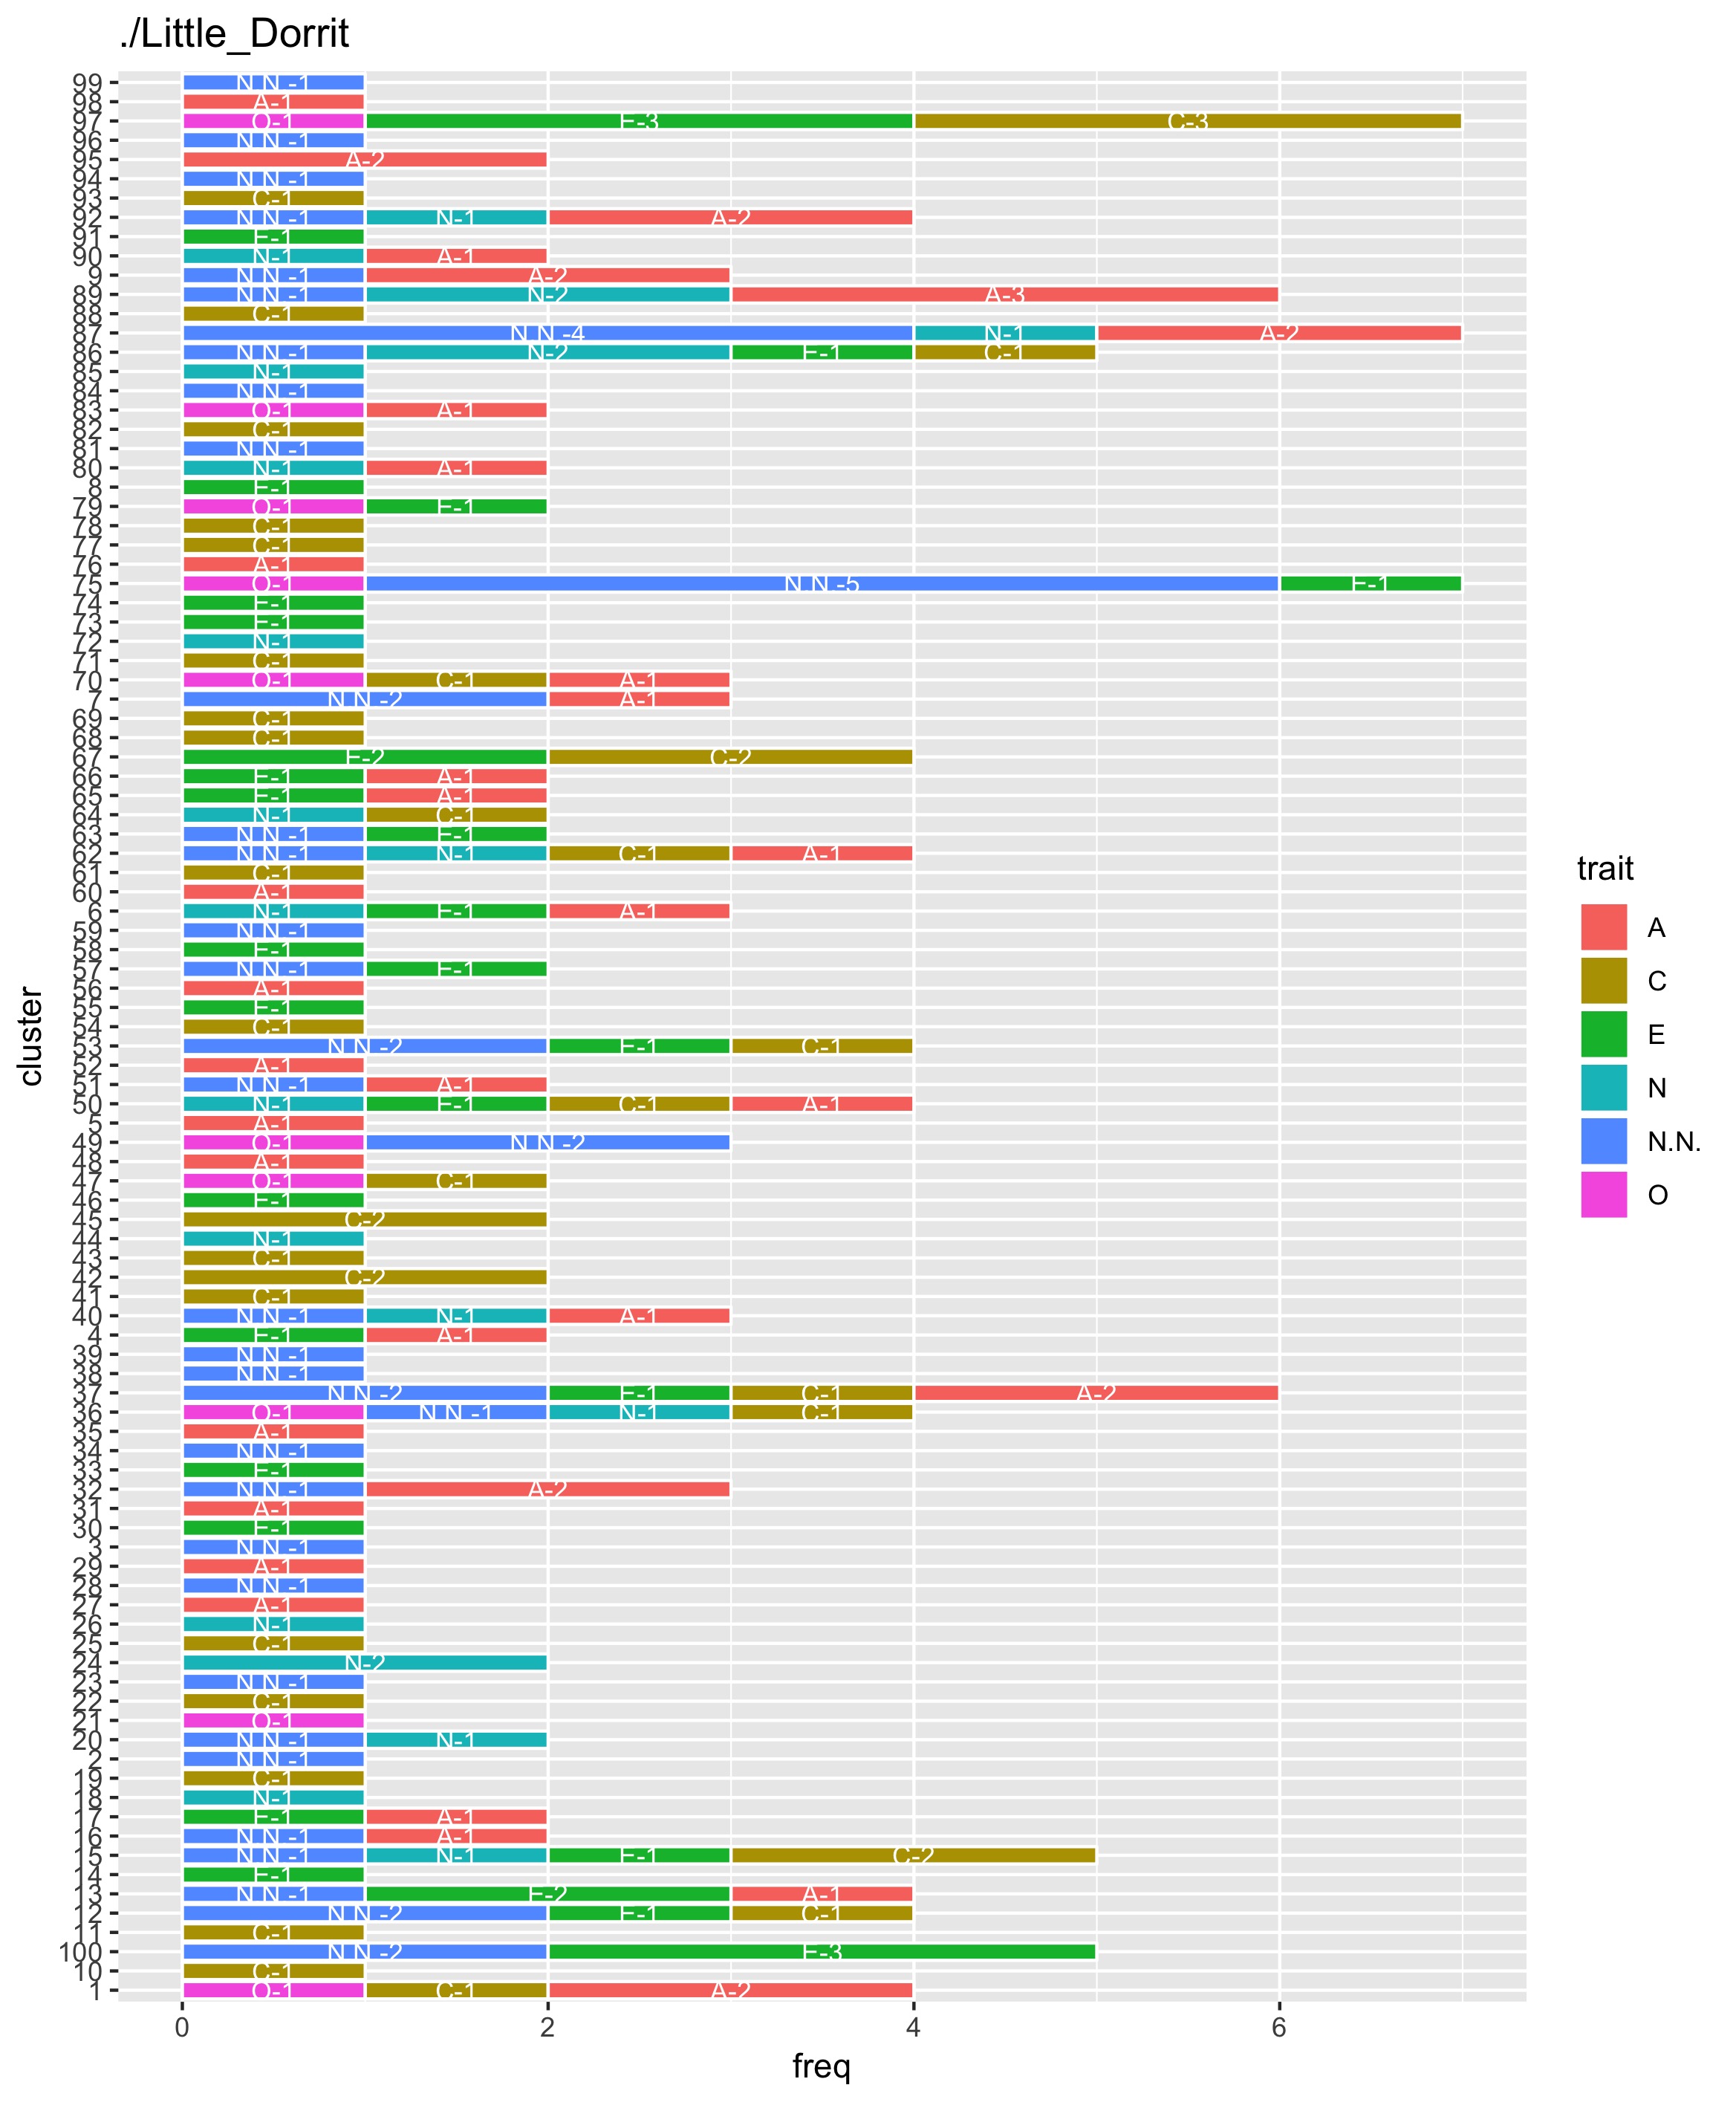 ./Little_Dorrit
99 N.N.-1
98 A-1
97 O-1 E-3 C-3
96 N.N.-1
95 A-2
94 N.N.-1
93 C-1
92 N.N.-1 N-1 A-2
91 E-1
90 N-1 A-1
9 N.N.-1 A-2
89 N.N.-1 N-2 A-3
88 C-1
87 N.N.-4 N-1 A-2
86 N.N.-1 N-2 E-1 C-1
85 N-1
84 N.N.-1
83 O-1 A-1
82 C-1
81 N.N.-1
80 N-1 A-1
8 E-1
79 O-1 E-1
78 C-1
77 C-1
76 A-1
75 O-1 N.N.-5 E-1
74 E-1
73 E-1
72 N-1
71 C-1
70 O-1 C-1 A-1
7 N.N.-2 A-1
69 C-1
68 C-1
67 E-2 C-2
66 E-1 A-1
65 E-1 A-1
64 N-1 C-1
63 N.N.-1 E-1
62 N.N.-1 N-1 C-1 A-1
61 C-1
60 A-1
6 N-1 E-1 A-1
59 N.N.-1
58 E-1
57 N.N.-1 E-1
56 A-1
55 E-1
54 C-1
53 N.N.-2 E-1 C-1
52 A-1
51 N.N.-1 A-1
50 N-1 E-1 C-1 A-1
5 A-1
49 O-1 N.N.-2
48 A-1
47 O-1 C-1
46 E-1
45 C-2
44 N-1
43 C-1
42 C-2
41 C-1
40 N.N.-1 N-1 A-1
4 E-1 A-1
39 N.N.-1
38 N.N.-1
37 N.N.-2 E-1 C-1 A-2
36 O-1 N.N.-1 N-1 C-1
35 A-1
34 N.N.-1
33 E-1
32 N.N.-1 A-2
31 A-1
30 E-1
3 N.N.-1
29 A-1
28 N.N.-1
27 A-1
26 N-1
25 C-1
24 N-2
23 N.N.-1
22 C-1
21 O-1
20 N.N.-1 N-1
2 N.N.-1
19 C-1
18 N-1
17 E-1 A-1
16 N.N.-1 A-1
15 N.N.-1 N-1 E-1 C-2
14 E-1
13 N.N.-1 E-2 A-1
12 N.N.-2 E-1 C-1
11 C-1
100 N.N.-2 E-3
10 C-1
1 O-1 C-1 A-2
0 2 4 6
freq
cluster
trait
A
C
E
N
N.N.
O